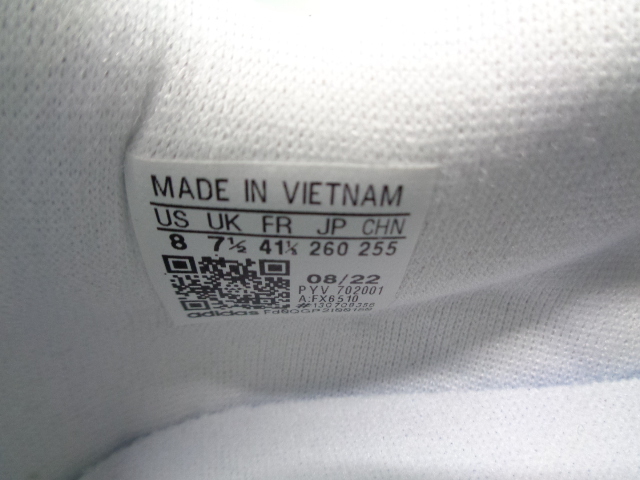 MADE IN VIETNAM
US UK FR JP CHN
8 7½ 41⅓ 260 255
08/22
PYV 702001
A:FX6510
adidas